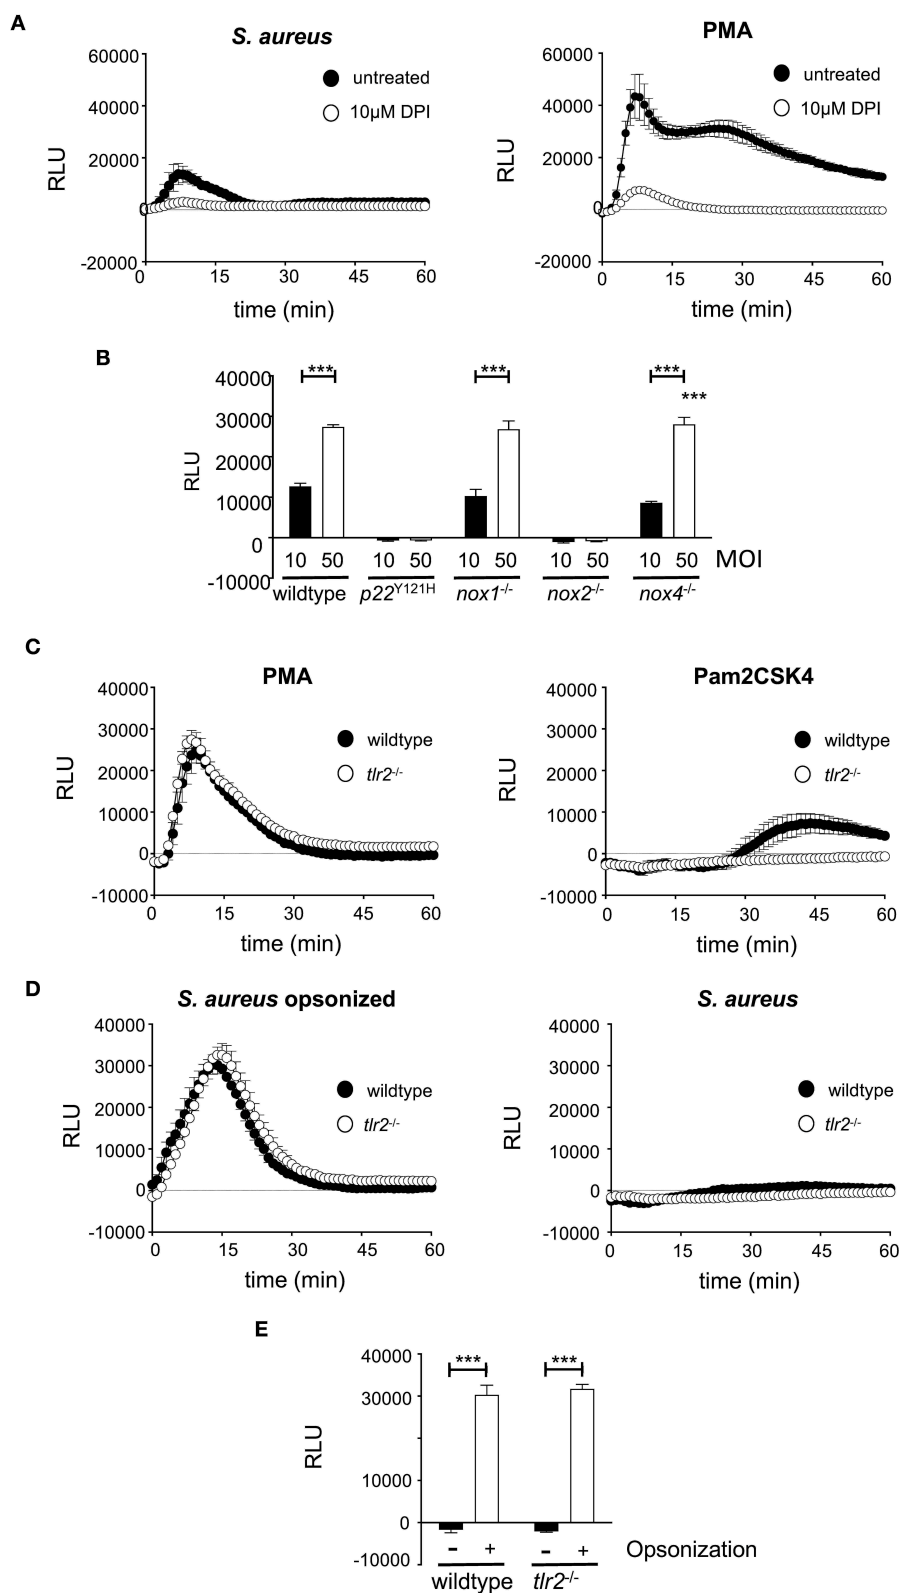 A
S. aureus
PMA
60000
40000
20000
0
-20000
RLU
untreated
10µM DPI
0 15 30 45 60
time (min)
60000
40000
20000
0
-20000
RLU
untreated
10µM DPI
0 15 30 45 60
time (min)
B
40000
30000
20000
10000
0
-10000
RLU
*** *** ***
***
10 50 10 50 10 50 10 50 10 50 MOI
wildtype p22Y121H nox1-/- nox2-/- nox4-/-
C
PMA
Pam2CSK4
40000
30000
20000
10000
0
-10000
RLU
wildtype
tlr2-/-
0 15 30 45 60
time (min)
40000
30000
20000
10000
0
-10000
RLU
wildtype
tlr2-/-
0 15 30 45 60
time (min)
D
S. aureus opsonized
S. aureus
40000
30000
20000
10000
0
-10000
RLU
wildtype
tlr2-/-
0 15 30 45 60
time (min)
40000
30000
20000
10000
0
-10000
RLU
wildtype
tlr2-/-
0 15 30 45 60
time (min)
E
40000
30000
10000
0
-10000
RLU
*** ***
- + - + Opsonization
wildtype tlr2-/-